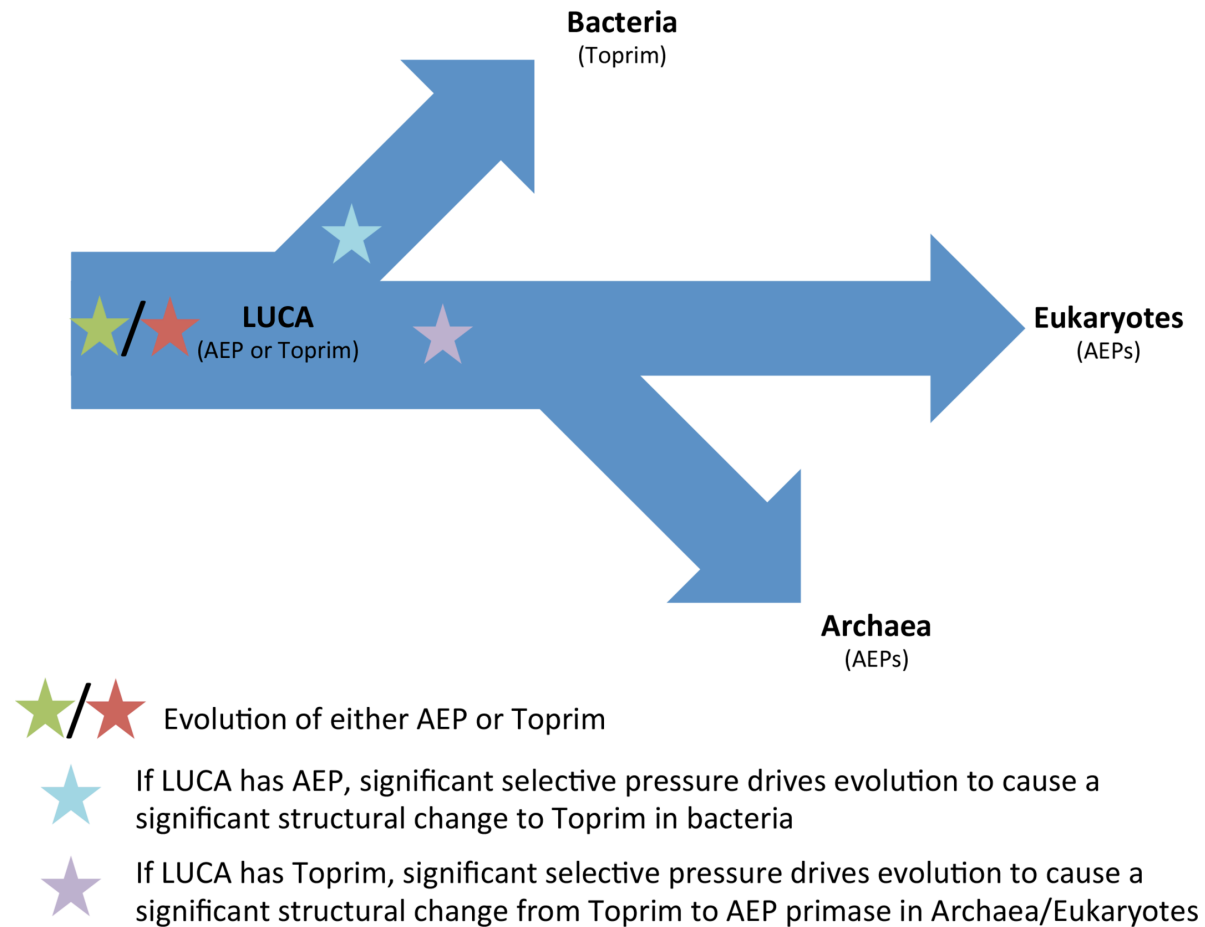 Bacteria
(Toprim)
LUCA
(AEP or Toprim)
Eukaryotes
(AEPs)
Archaea
(AEPs)
/
/
Evolution of either AEP or Toprim
If LUCA has AEP, significant selective pressure drives evolution to cause a
significant structural change to Toprim in bacteria
If LUCA has Toprim, significant selective pressure drives evolution to cause a
significant structural change from Toprim to AEP primase in Archaea/Eukaryotes